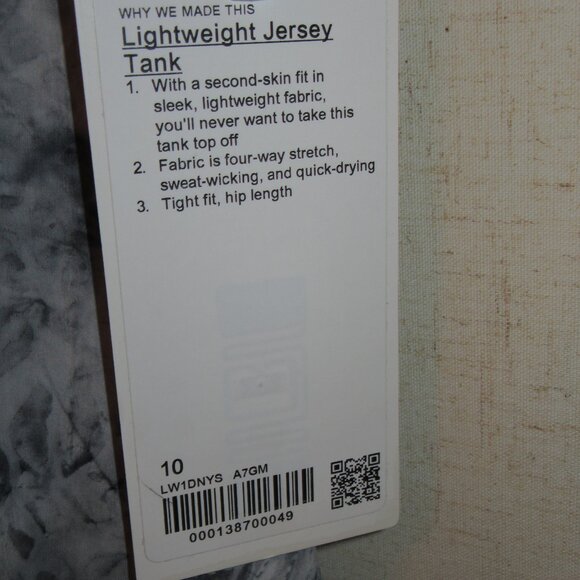 WHY WE MADE THIS
Lightweight Jersey
Tank
1. With a second-skin fit in
sleek, lightweight fabric,
you'll never want to take this
tank top off
2. Fabric is four-way stretch,
sweat-wicking, and quick-drying
3. Tight fit, hip length
10
LW1DNYS A7GM
000138700049